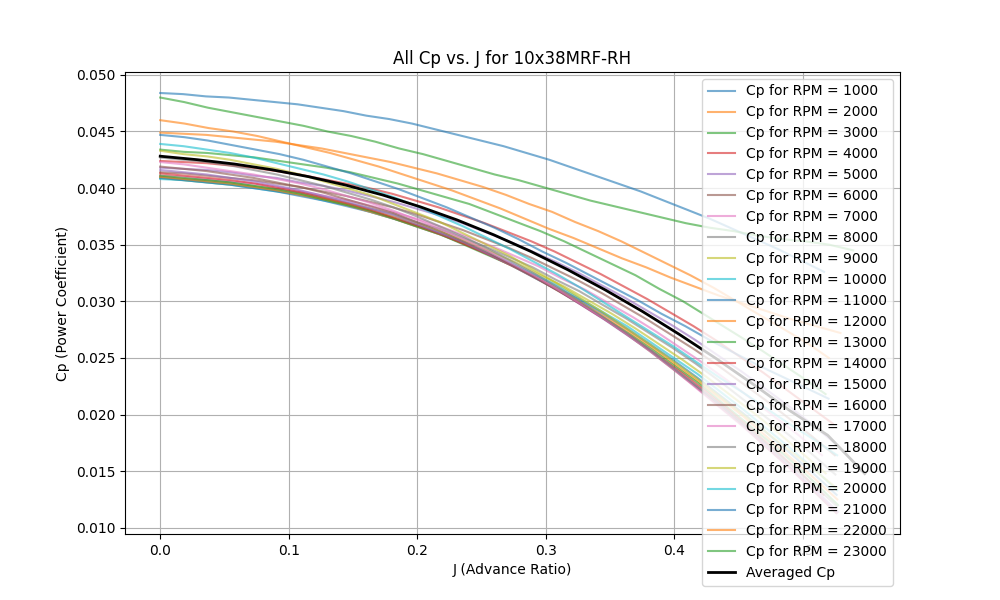 All Cp vs. J for 10x38MRF-RH
Cp (Power Coefficient)
0.050
0.045
0.040
0.035
0.030
0.025
0.020
0.015
0.010
0.0
0.1
0.2
0.3
0.4
J (Advance Ratio)
Cp for RPM = 1000
Cp for RPM = 2000
Cp for RPM = 3000
Cp for RPM = 4000
Cp for RPM = 5000
Cp for RPM = 6000
Cp for RPM = 7000
Cp for RPM = 8000
Cp for RPM = 9000
Cp for RPM = 10000
Cp for RPM = 11000
Cp for RPM = 12000
Cp for RPM = 13000
Cp for RPM = 14000
Cp for RPM = 15000
Cp for RPM = 16000
Cp for RPM = 17000
Cp for RPM = 18000
Cp for RPM = 19000
Cp for RPM = 20000
Cp for RPM = 21000
Cp for RPM = 22000
Cp for RPM = 23000
Averaged Cp